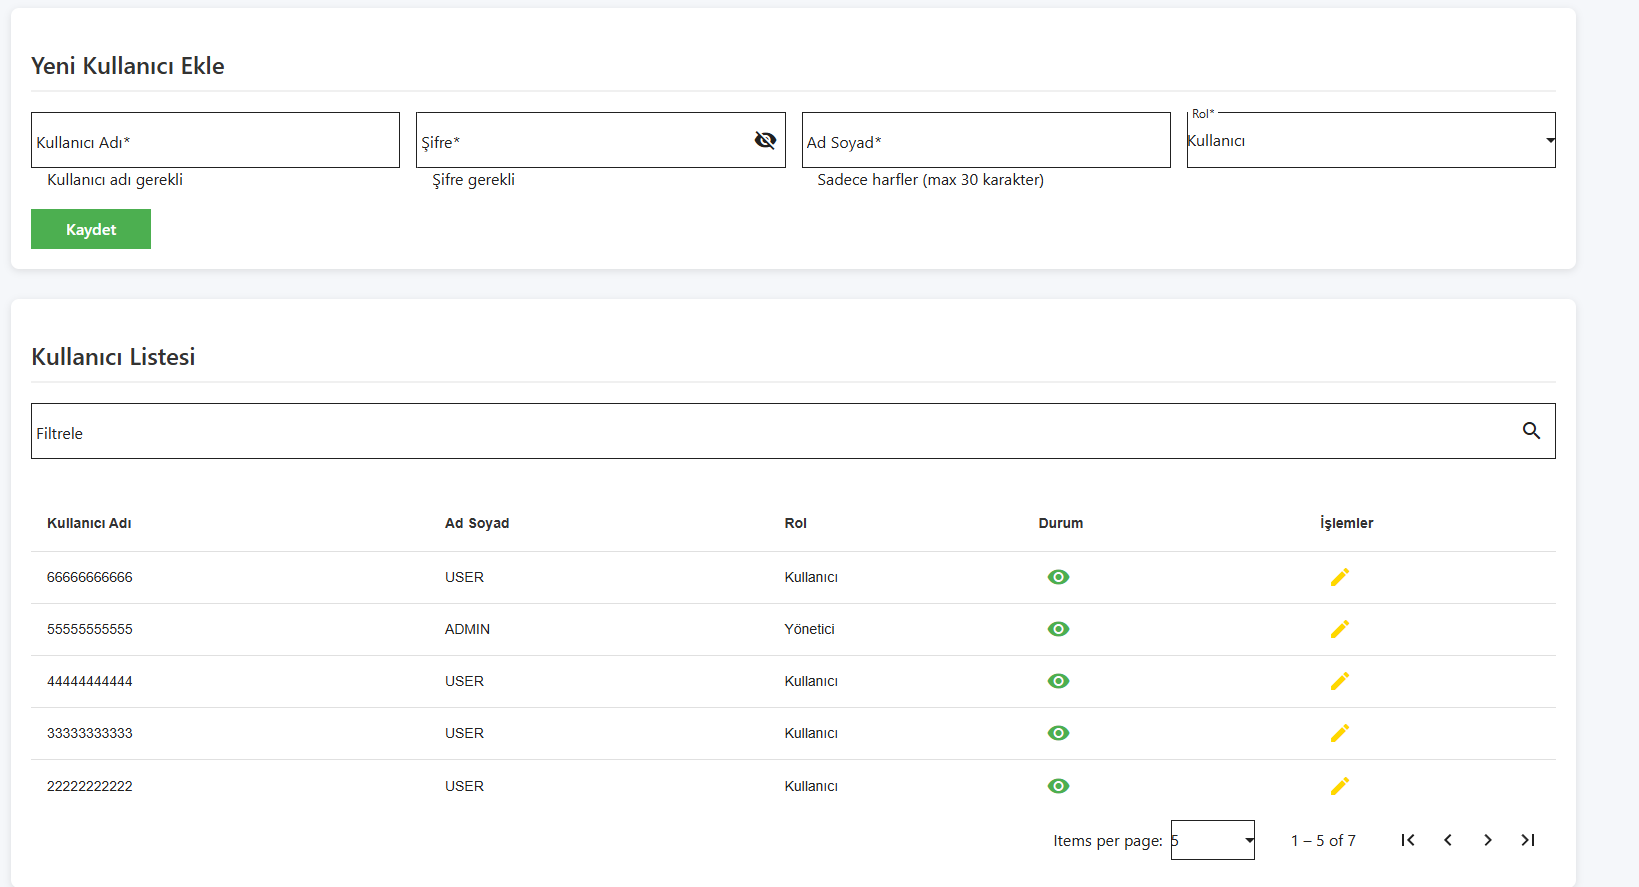 Yeni Kullanıcı Ekle
Kullanıcı Adı* Şifre* Ad Soyad* Rol* Kullanıcı
Kullanıcı adı gerekli Şifre gerekli Sadece harfler (max 30 karakter)
Kaydet
Kullanıcı Listesi
Filtrele
Kullanıcı Adı Ad Soyad Rol Durum İşlemler
66666666666 USER Kullanıcı
55555555555 ADMIN Yönetici
44444444444 USER Kullanıcı
33333333333 USER Kullanıcı
22222222222 USER Kullanıcı
Items per page: 5 1 – 5 of 7